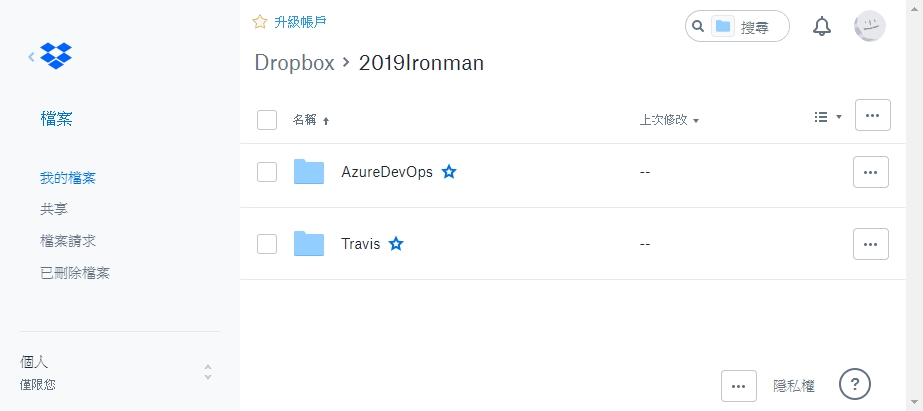 升級帳戶
搜尋
Dropbox > 2019Ironman
檔案
名稱
上次修改
我的檔案
共享
檔案請求
已刪除檔案
AzureDevOps
--
Travis
--
個人
僅限您
隱私權
?